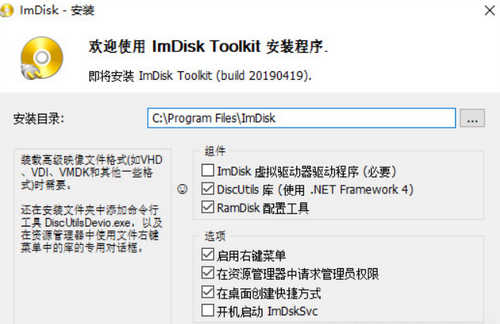 ImDisk - 安装
欢迎使用 ImDisk Toolkit 安装程序.
即将安装 ImDisk Toolkit (build 20190419).
安装目录:
C:\Program Files\ImDisk
...
装载高级映像文件格式(如VHD
、VDI、VMDK和其他一些格
式)时需要。
还在安装文件夹中添加命令行
工具 DiscUtilsDevio.exe，以及
在资源管理器中使用文件右键
菜单中的库的专用对话框。
组件
ImDisk 虚拟驱动器驱动程序 (必要)
DiscUtils 库 (使用 .NET Framework 4)
RamDisk 配置工具
选项
启用右键菜单
在资源管理器中请求管理员权限
在桌面创建快捷方式
开机启动 ImDskSvc